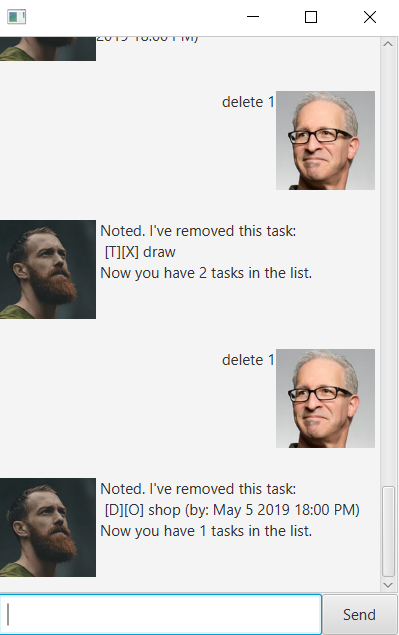 2019 18:00 PM)
delete 1
Noted. I've removed this task:
[T][X] draw
Now you have 2 tasks in the list.
delete 1
Noted. I've removed this task:
[D][O] shop (by: May 5 2019 18:00 PM)
Now you have 1 tasks in the list.
Send